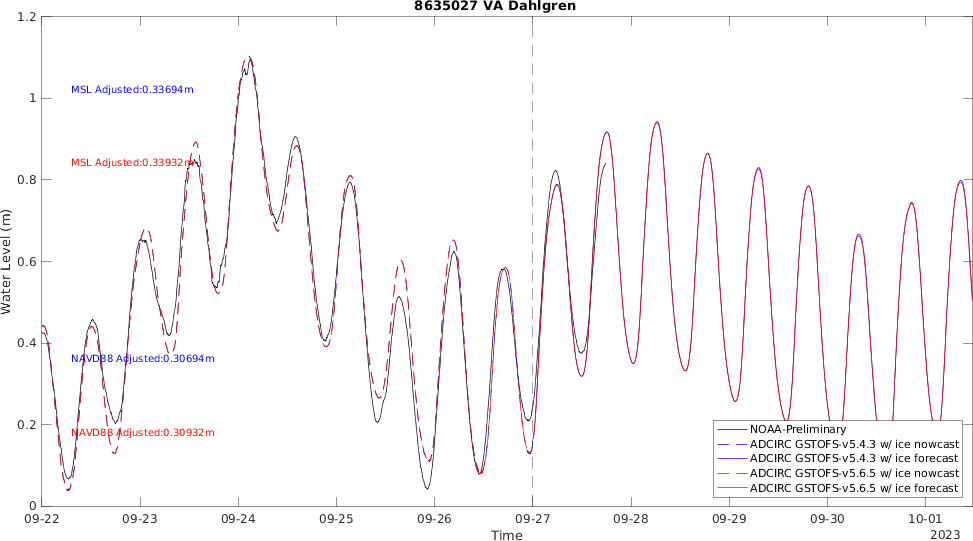 8635027 VA Dahlgren
1.2
1
0.8
0.6
0.4
0.2
0
Water Level (m)
MSL Adjusted:0.33694m
MSL Adjusted:0.33932m
NAVD88 Adjusted:0.30694m
NAVD88 Adjusted:0.30932m
NOAA-Preliminary
ADCIRC GSTOFS-v5.4.3 w/ ice nowcast
ADCIRC GSTOFS-v5.4.3 w/ ice forecast
ADCIRC GSTOFS-v5.6.5 w/ ice nowcast
ADCIRC GSTOFS-v5.6.5 w/ ice forecast
09-22 09-23 09-24 09-25 09-26 09-27 09-28 09-29 09-30 10-01
Time
2023